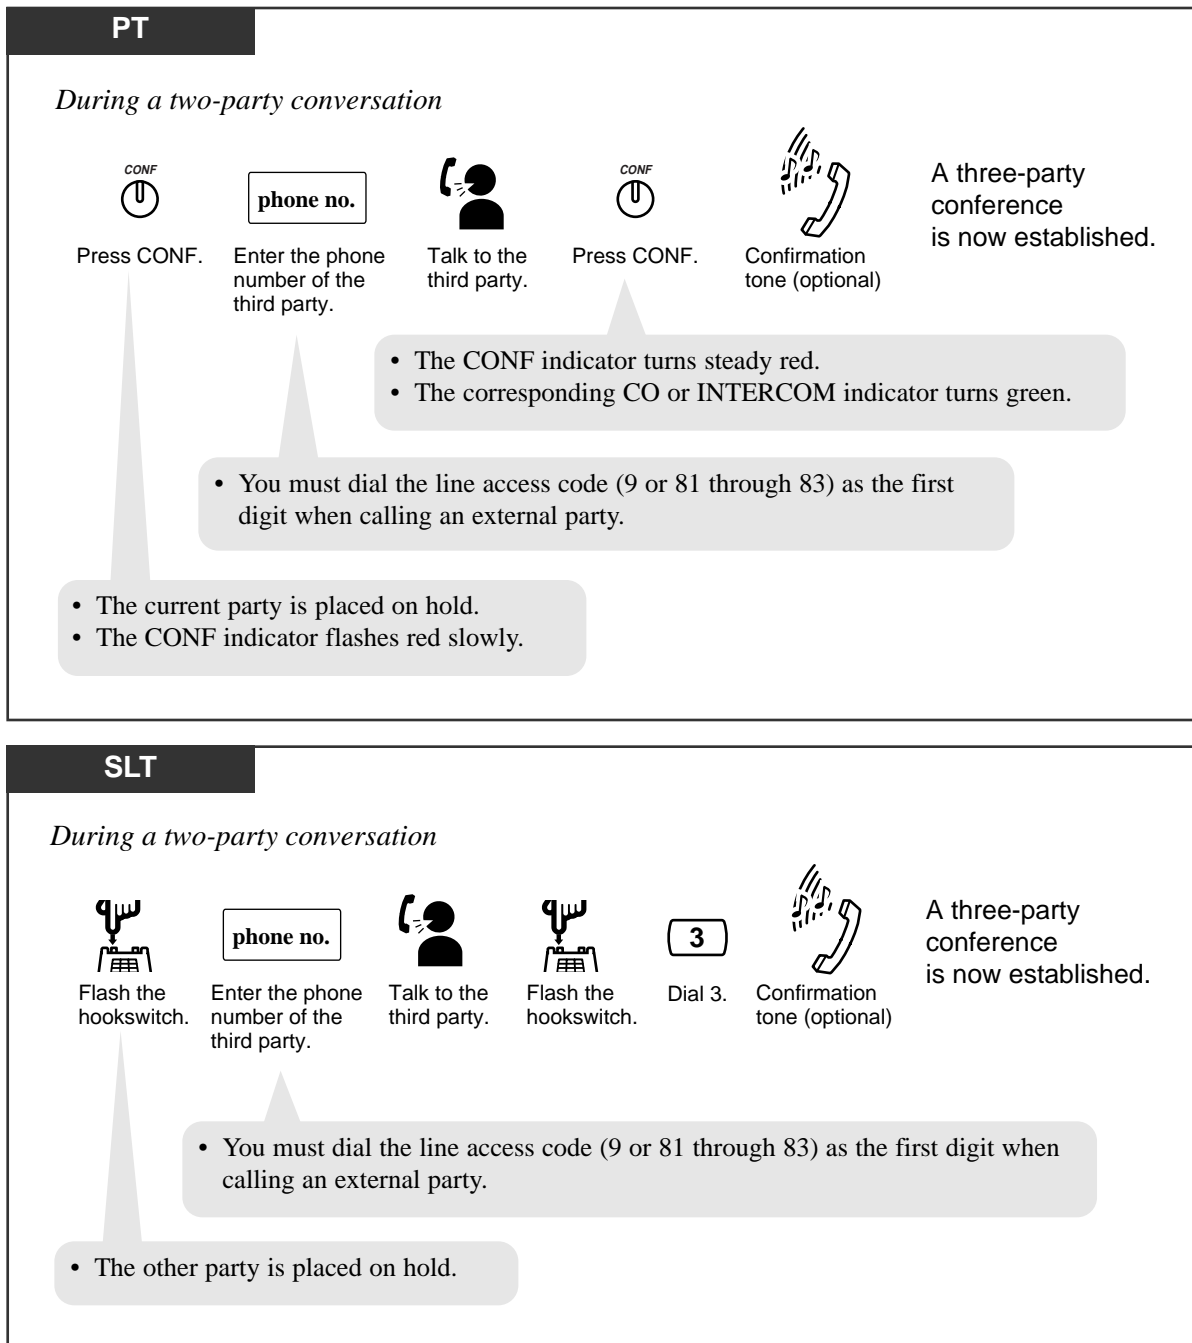 PT
During a two-party conversation
CONF
Press CONF.
phone no.
Enter the phone
number of the
third party.
Talk to the
third party.
CONF
Press CONF.
Confirmation
tone (optional)
A three-party
conference
is now established.
• The CONF indicator turns steady red.
• The corresponding CO or INTERCOM indicator turns green.
• You must dial the line access code (9 or 81 through 83) as the first
digit when calling an external party.
• The current party is placed on hold.
• The CONF indicator flashes red slowly.
SLT
During a two-party conversation
Flash the
hookswitch.
phone no.
Enter the phone
number of the
third party.
Talk to the
third party.
Flash the
hookswitch.
3
Dial 3.
Confirmation
tone (optional)
A three-party
conference
is now established.
• You must dial the line access code (9 or 81 through 83) as the first digit when
calling an external party.
• The other party is placed on hold.